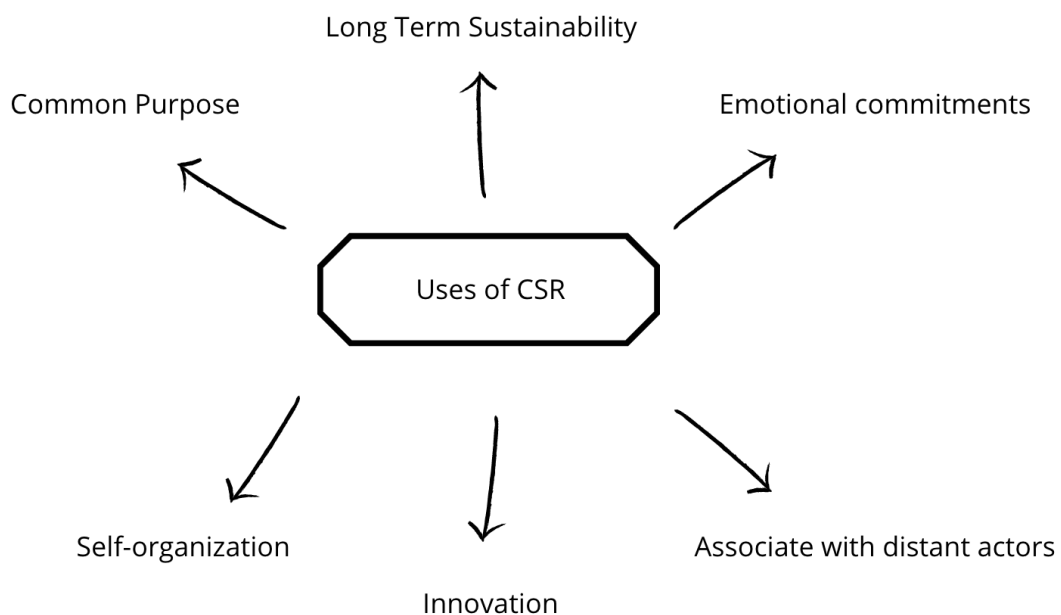 Long Term Sustainability
Common Purpose
Emotional commitments
Uses of CSR
Self-organization
Associate with distant actors
Innovation